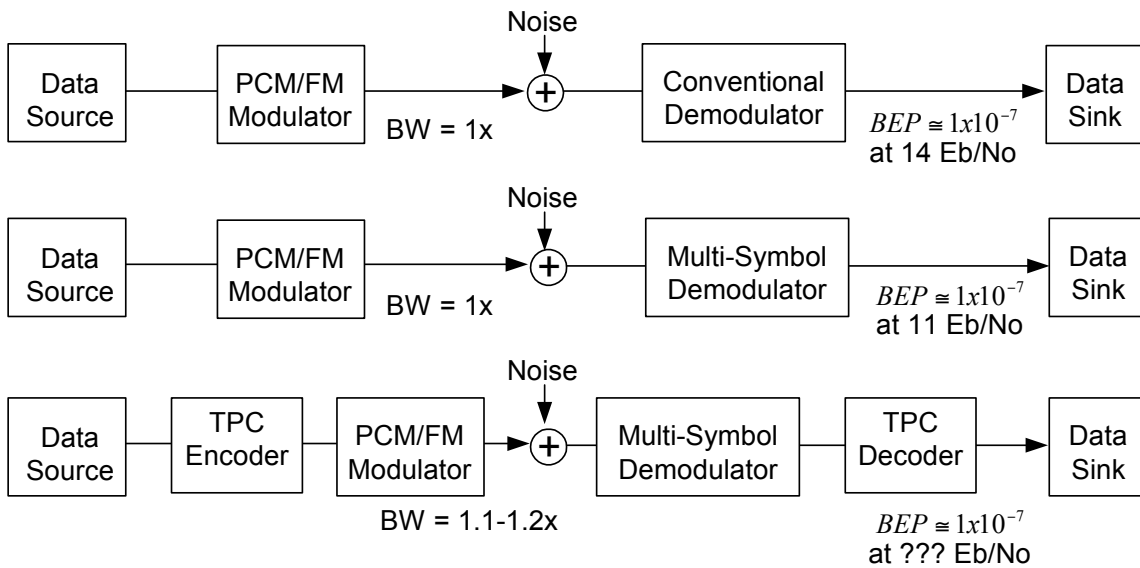 Noise
Data
Source
PCM/FM
Modulator
BW = 1x
+
Conventional
Demodulator
BEP ≅ 1x10⁻⁷
at 14 Eb/No
Data
Sink
Noise
Data
Source
PCM/FM
Modulator
BW = 1x
+
Multi-Symbol
Demodulator
BEP ≅ 1x10⁻⁷
at 11 Eb/No
Data
Sink
Noise
Data
Source
TPC
Encoder
PCM/FM
Modulator
BW = 1.1-1.2x
+
Multi-Symbol
Demodulator
TPC
Decoder
BEP ≅ 1x10⁻⁷
at ??? Eb/No
Data
Sink